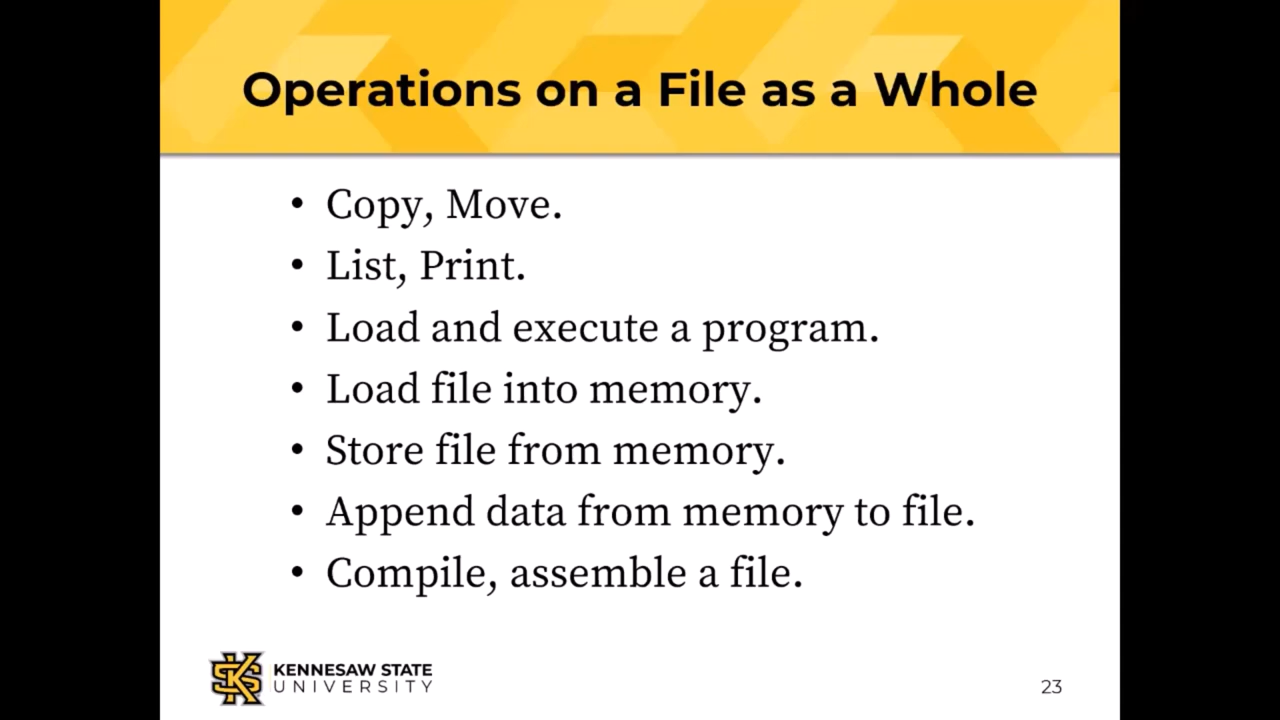 Operations on a File as a Whole
• Copy, Move.
• List, Print.
• Load and execute a program.
• Load file into memory.
• Store file from memory.
• Append data from memory to file.
• Compile, assemble a file.
KENNESAW STATE
UNIVERSITY
23